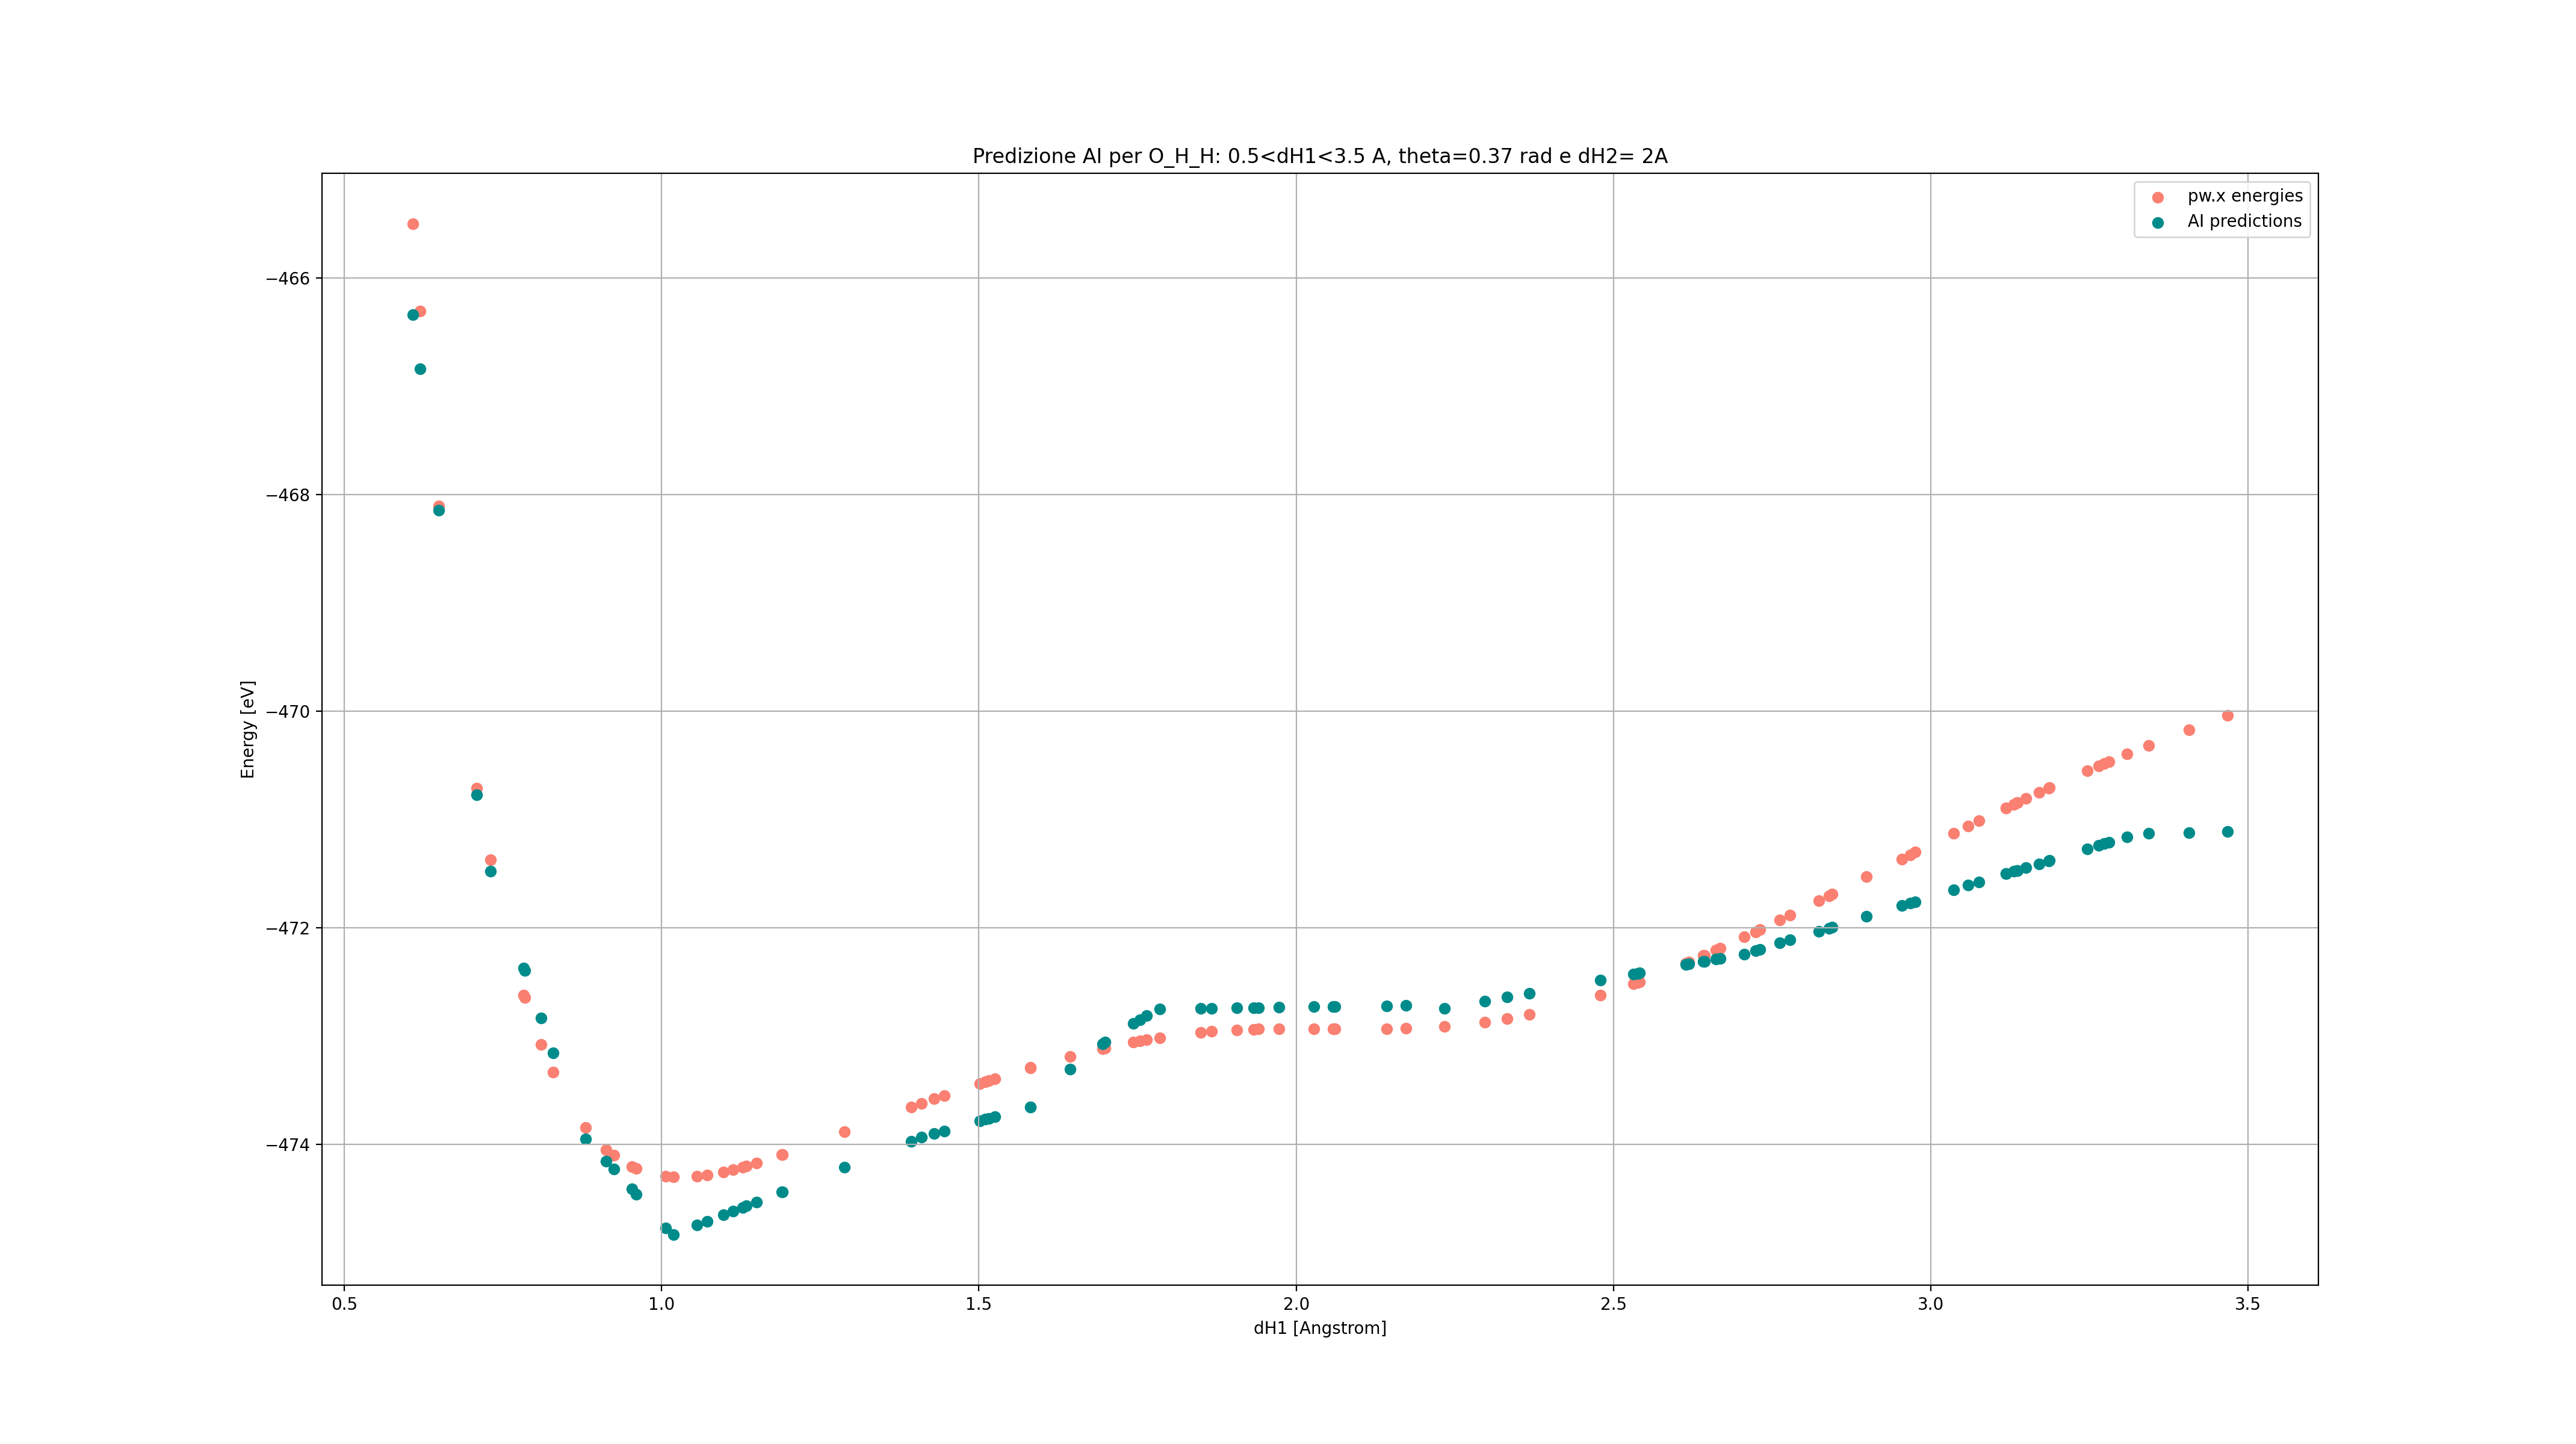 Predizione AI per O_H_H: 0.5<dH1<3.5 A, theta=0.37 rad e dH2= 2A
pw.x energies
AI predictions
−466
−468
−470
−472
−474
Energy [eV]
0.5 1.0 1.5 2.0 2.5 3.0 3.5
dH1 [Angstrom]